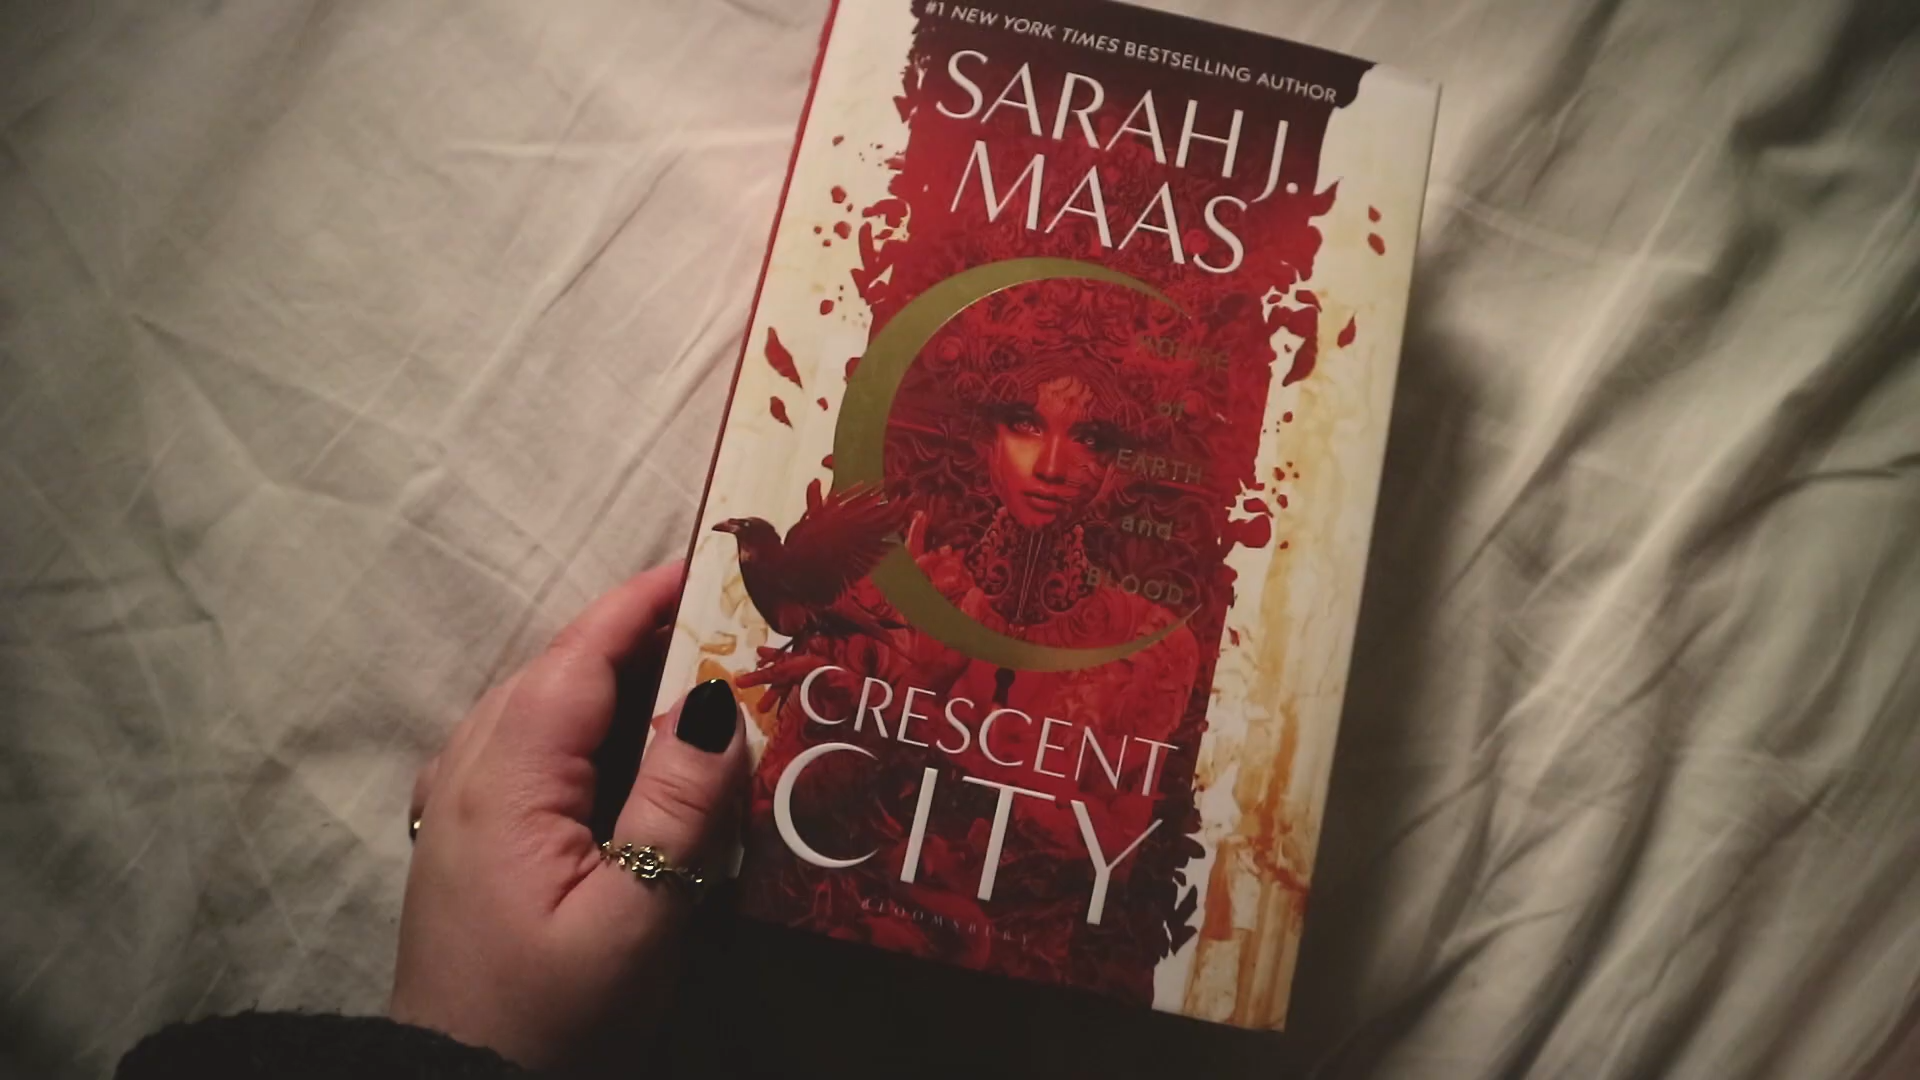 #1 NEW YORK TIMES BESTSELLING AUTHOR
SARAH J.
MAAS
HOUSE
of
EARTH
and
BLOOD
CRESCENT
CITY
BLOOMSBURY